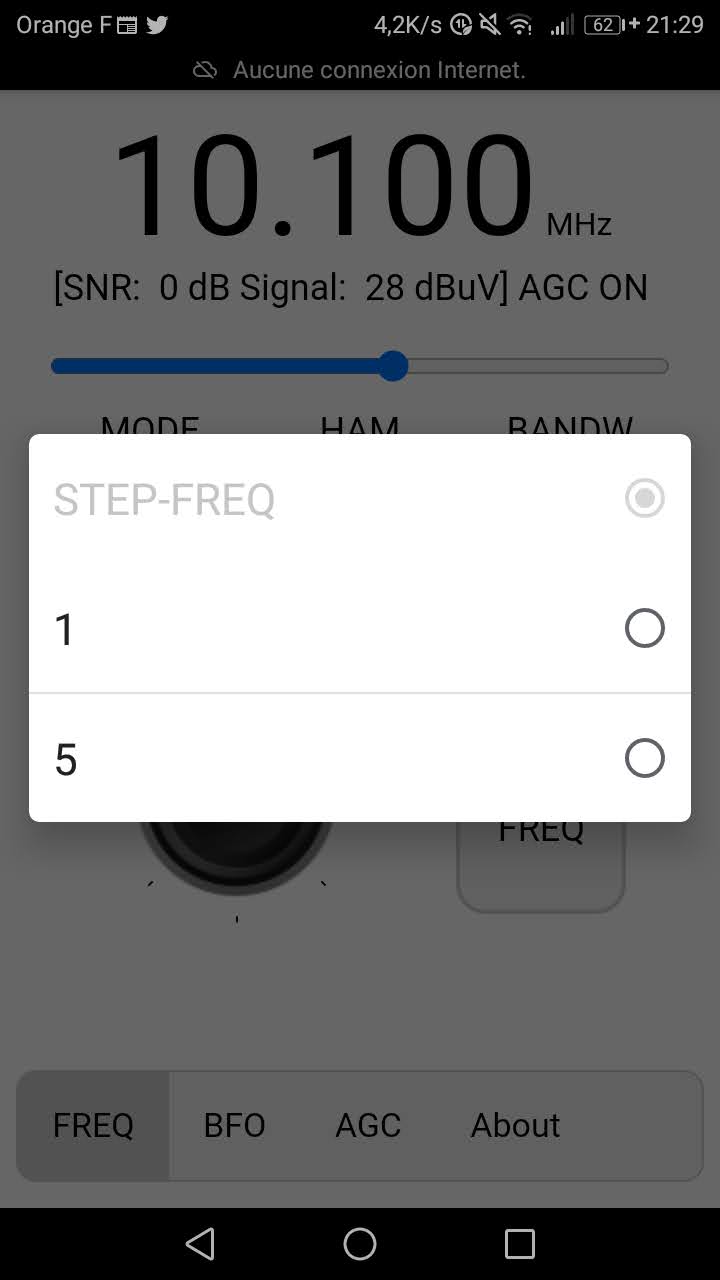 Orange F 4,2K/s 62 21:29
Aucune connexion Internet.
10.100 MHz
[SNR: 0 dB Signal: 28 dBuV] AGC ON
MODE HAM BANDW
STEP-FREQ
1
5
FREQ
FREQ BFO AGC About